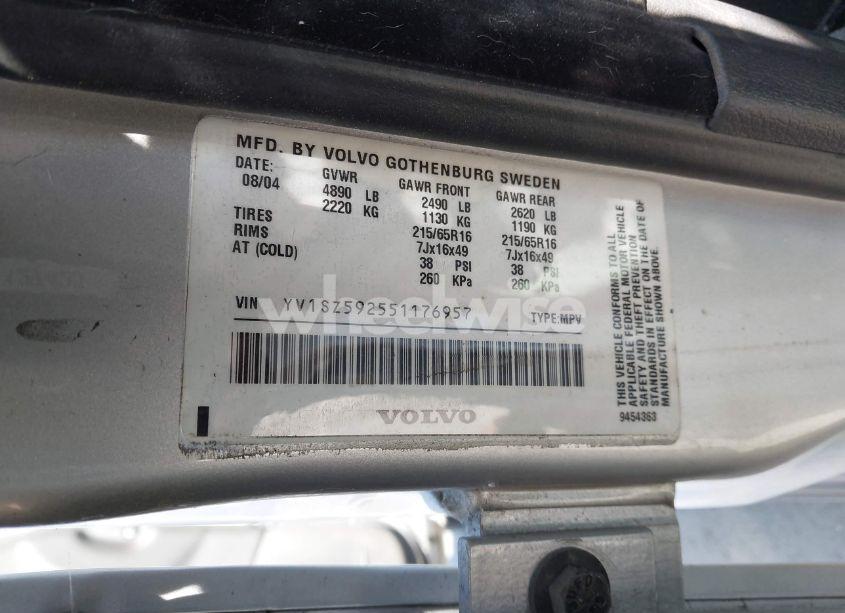 MFD. BY VOLVO GOTHENBURG SWEDEN
DATE: GVWR GAWR FRONT GAWR REAR
08/04 4890 LB 2490 LB 2620 LB
2220 KG 1130 KG 1190 KG
TIRES 215/65R16 215/65R16
RIMS 7Jx16x49 7Jx16x49
AT (COLD) 38 PSI 38 PSI
260 KPa 260 KPa
VIN YV1SZ592551176957 TYPE:MPV
VOLVO
THIS VEHICLE CONFORMS TO ALL
APPLICABLE FEDERAL MOTOR VEHICLE
SAFETY AND THEFT PREVENTION
STANDARDS IN EFFECT ON THE DATE OF
MANUFACTURE SHOWN ABOVE.
9454363
wheelwise